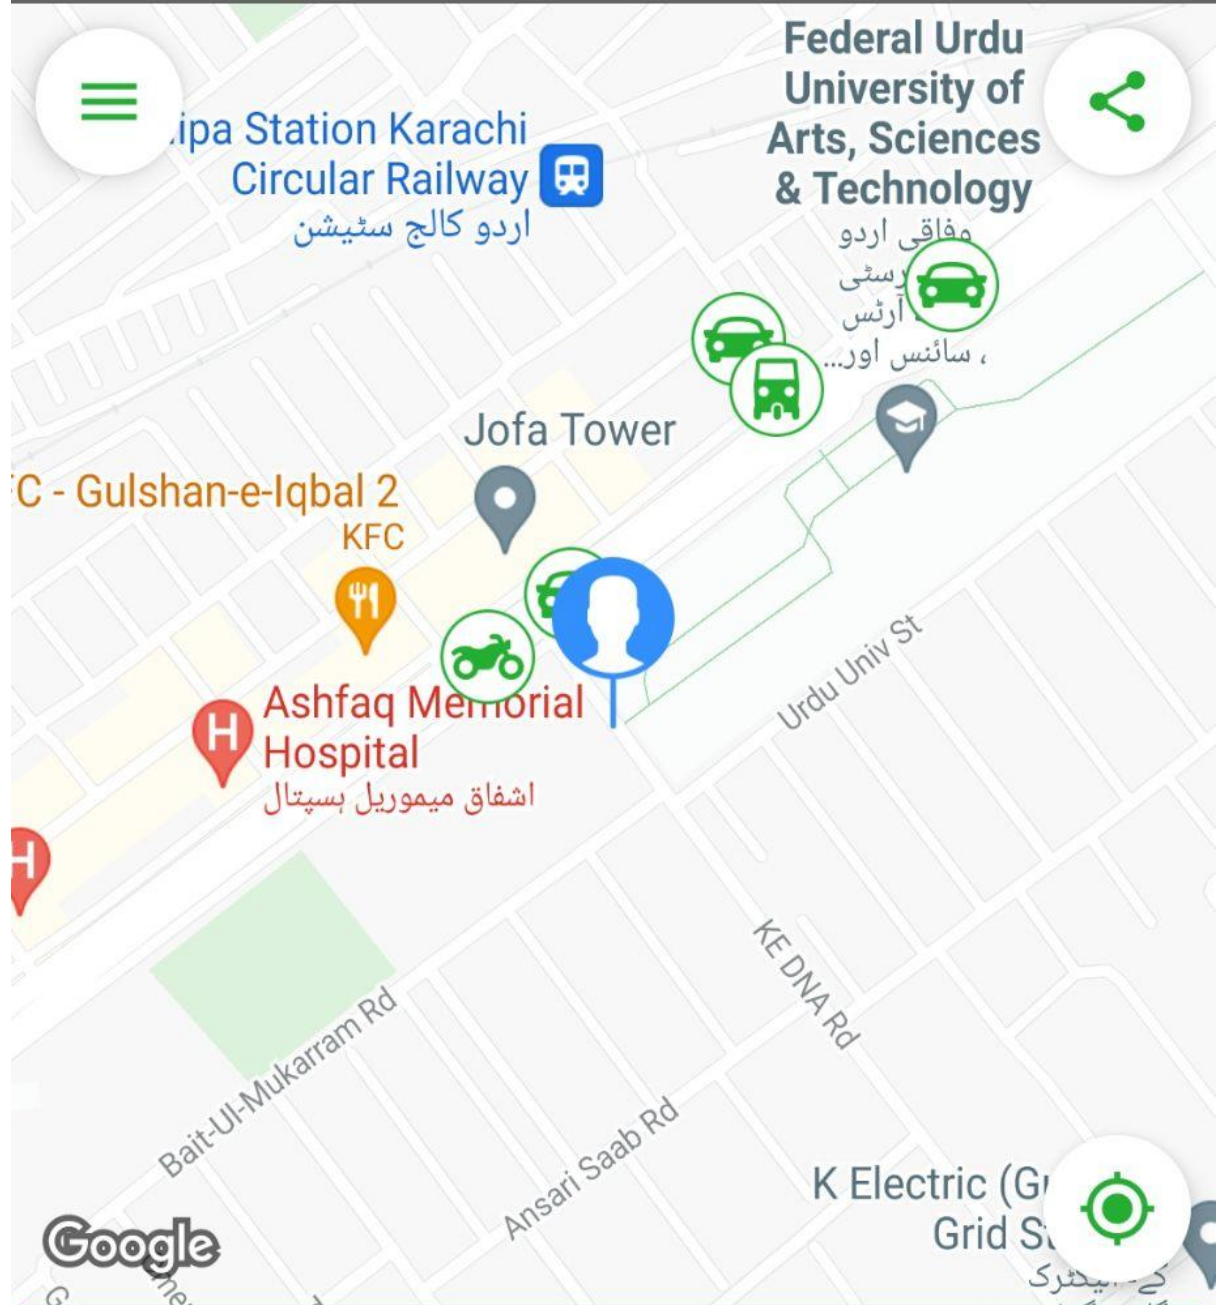 Federal Urdu
University of
Arts, Sciences
& Technology
وفاقی اردو
آرٹس
، سائنس اور...
ipa Station Karachi
Circular Railway
اردو کالج سٹیشن
Jofa Tower
C - Gulshan-e-Iqbal 2
KFC
H
Ashfaq Memorial
Hospital
اشفاق میموریل ہسپتال
H
Urdu Univ St
KE DNA Rd
Bait-Ul-Mukarram Rd
Ansari Saab Rd
K Electric (G
Grid S
Google